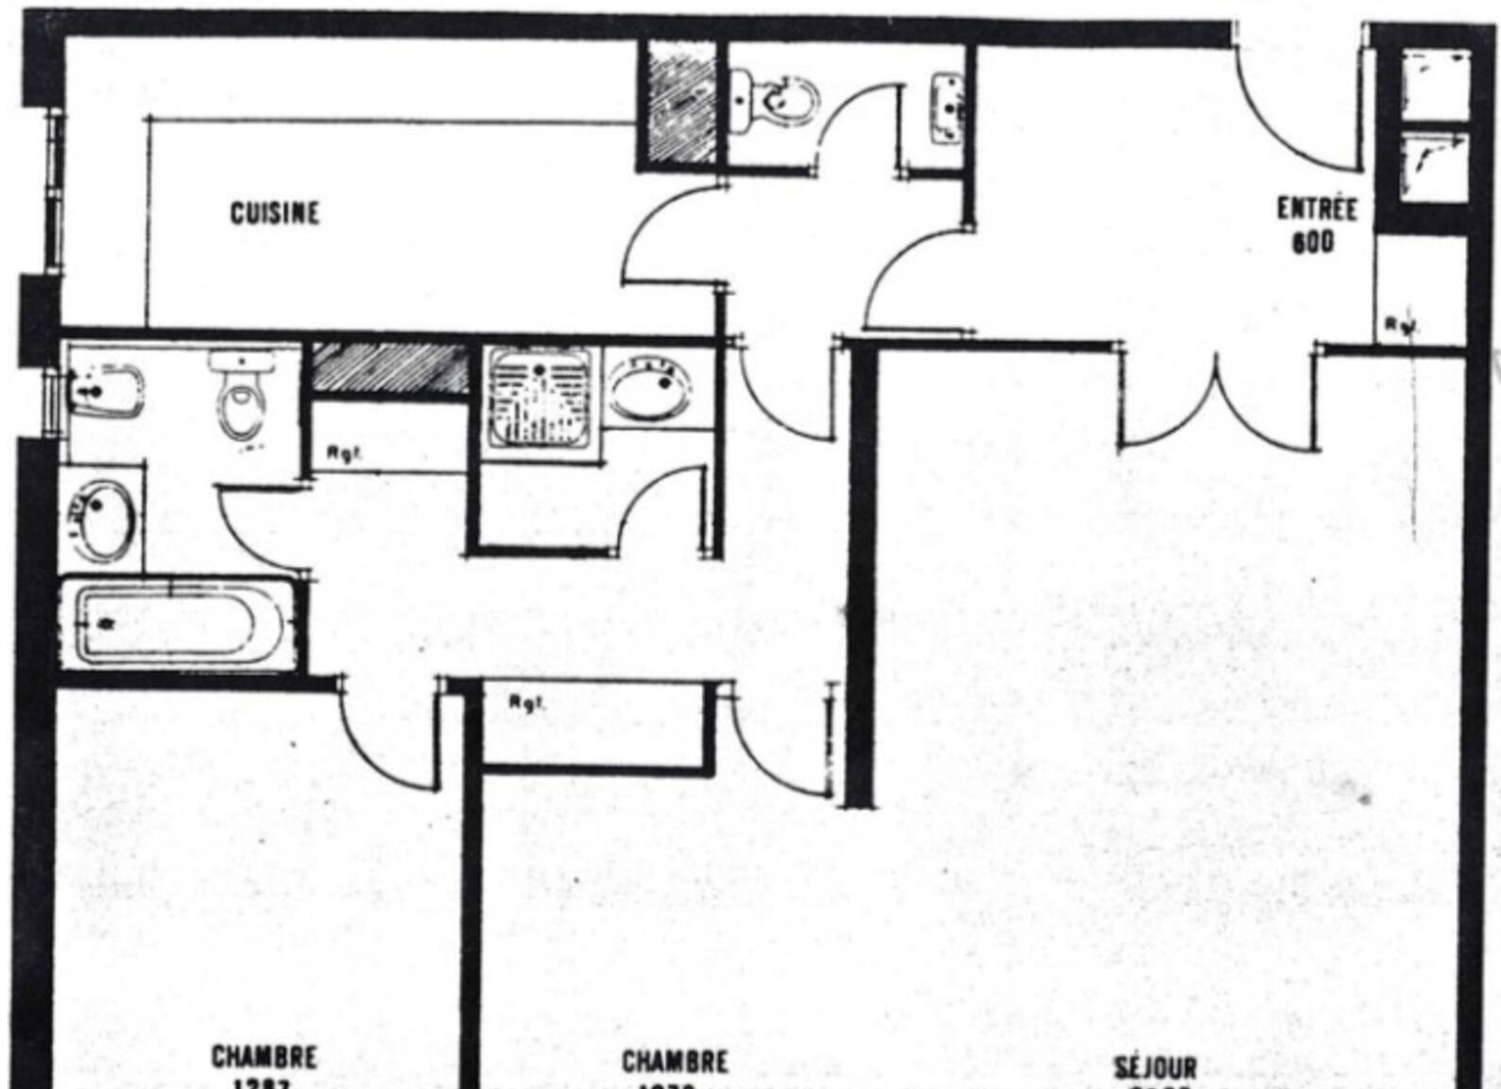 CUISINE
ENTRÉE
600
Rgt.
Rgt.
Rgt.
CHAMBRE
CHAMBRE
SÉJOUR